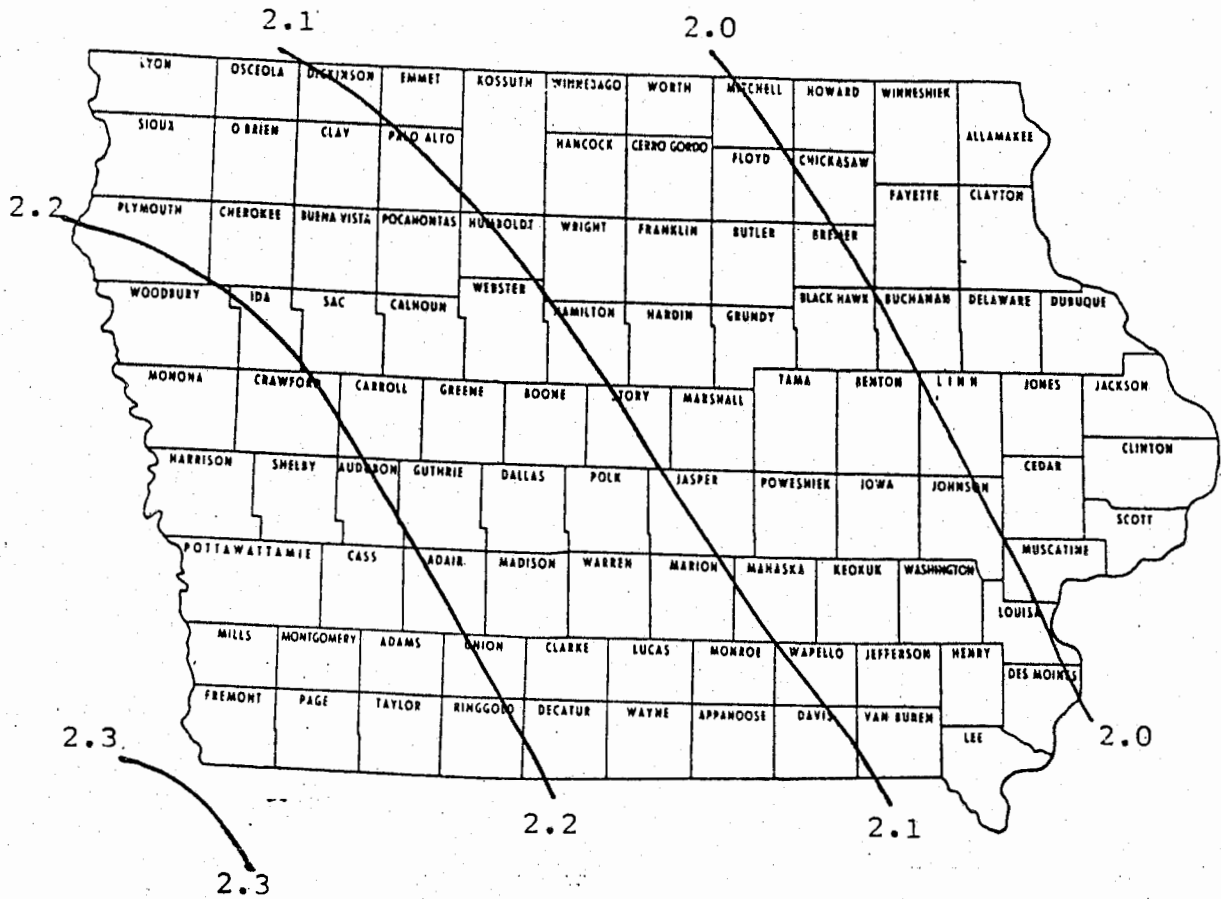 2.1 2.0
LYON OSCEOLA DICKINSON EMMET KOSSUTH WINNEBAGO WORTH MITCHELL HOWARD WINNESHIEK ALLAMAKEE
SIOUX O BRIEN CLAY PALO ALTO HANCOCK CERRO GORDO FLOYD CHICKASAW
FAYETTE CLAYTON
2.2 PLYMOUTH CHEROKEE BUENA VISTA POCAHONTAS HUMBOLDT WRIGHT FRANKLIN BUTLER BREMER
WOODBURY IDA SAC CALHOUN WEBSTER HAMILTON HARDIN GRUNDY BLACK HAWK BUCHANAN DELAWARE DUBUQUE
MONONA CRAWFORD CARROLL GREENE BOONE STORY MARSHALL TAMA BENTON LINN JONES JACKSON
CLINTON
HARRISON SHELBY AUDUBON GUTHRIE DALLAS POLK JASPER POWESHIEK IOWA JOHNSON CEDAR
SCOTT
POTTAWATTAMIE CASS ADAIR MADISON WARREN MARION MAHASKA KEOKUK WASHINGTON MUSCATINE
LOUISA
MILLS MONTGOMERY ADAMS UNION CLARKE LUCAS MONROE WAPELLO JEFFERSON HENRY
DES MOINES
FREMONT PAGE TAYLOR RINGGOLD DECATUR WAYNE APPANOOSE DAVIS VAN BUREN LEE
2.3 2.0
2.2 2.1
2.3